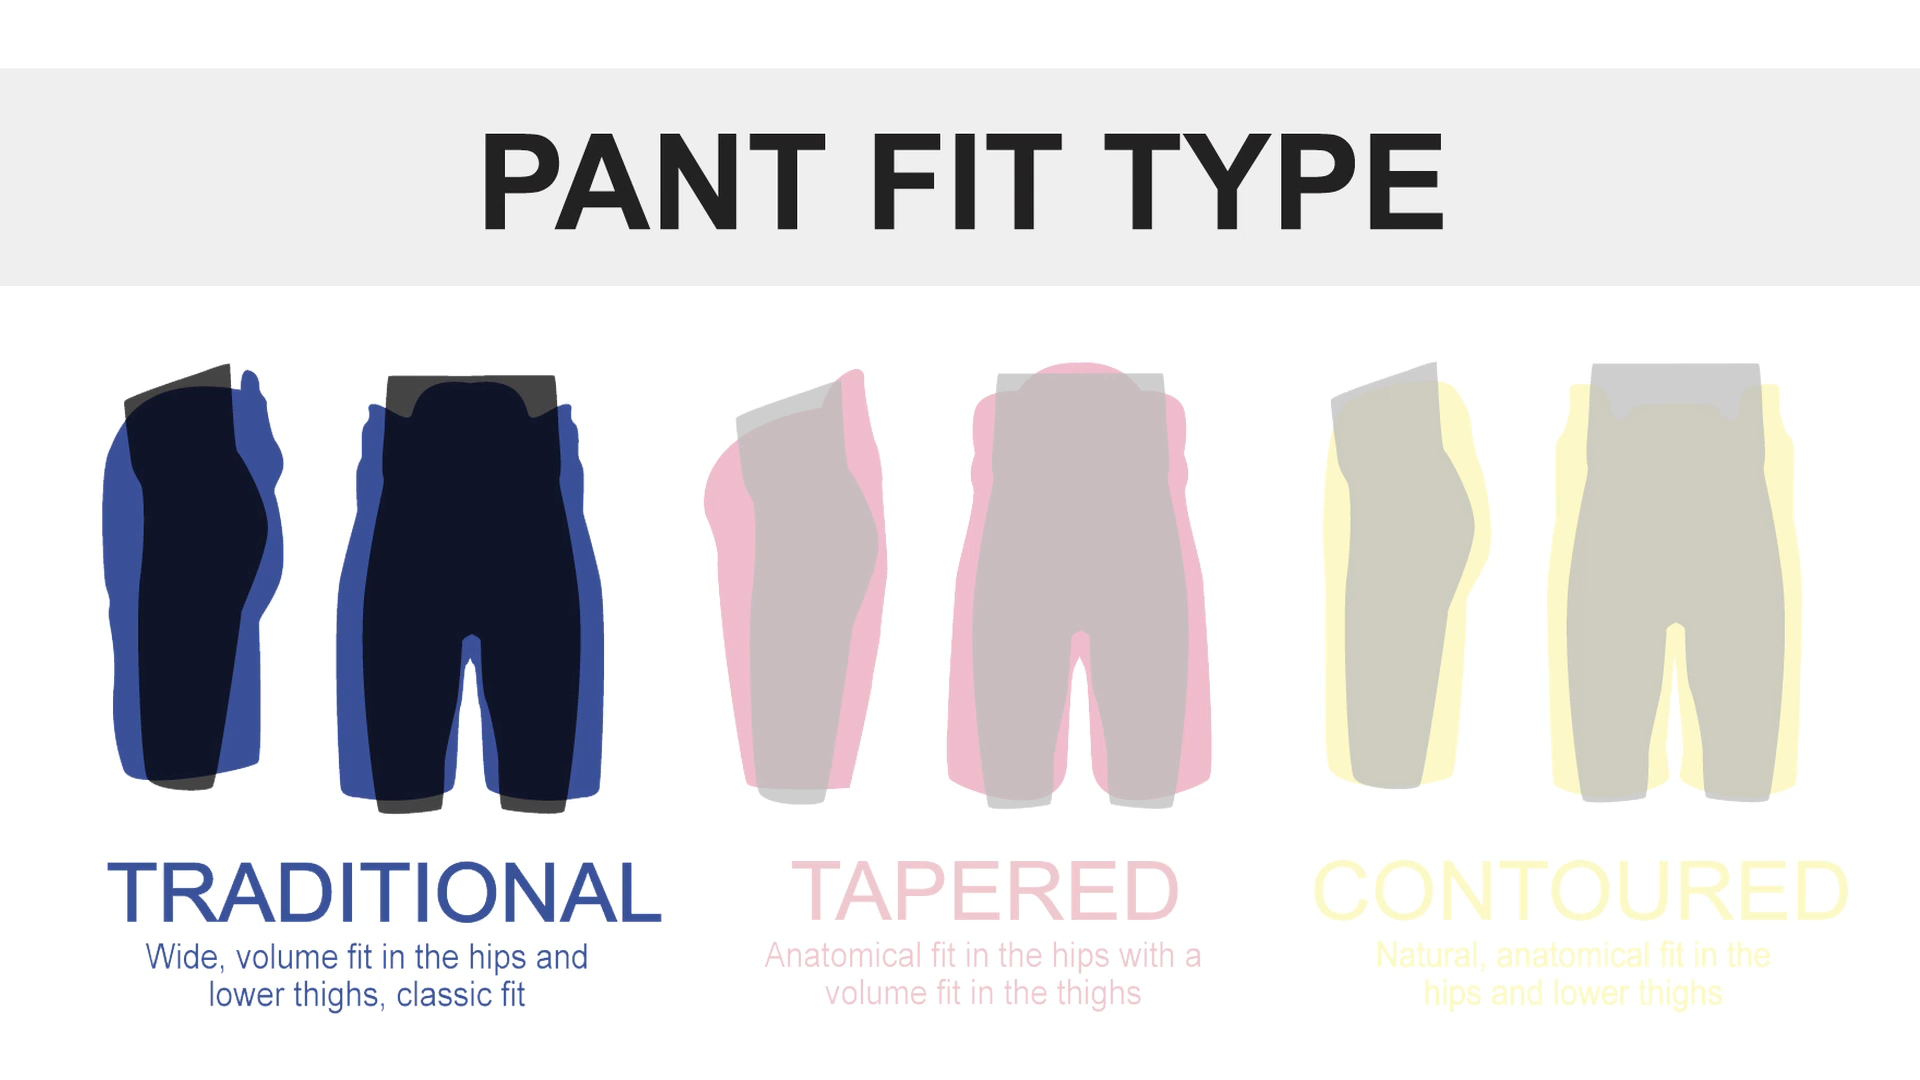 PANT FIT TYPE
TRADITIONAL
Wide, volume fit in the hips and
lower thighs, classic fit
TAPERED
Anatomical fit in the hips with a
volume fit in the thighs
CONTOURED
Natural, anatomical fit in the
hips and lower thighs